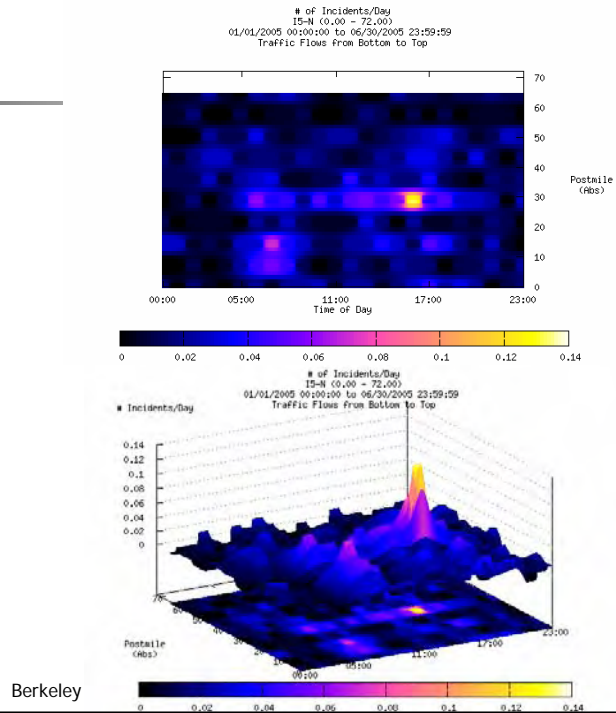 # of Incidents/Day
I5-N (0.00 - 72.00)
01/01/2005 00:00:00 to 06/30/2005 23:59:59
Traffic Flows from Bottom to Top
70
60
50
40
30
20
10
0
Postmile
(Abs)
00:00 05:00 11:00 17:00 23:00
Time of Day
0 0.02 0.04 0.06 0.08 0.1 0.12 0.14
# of Incidents/Day
I5-N (0.00 - 72.00)
01/01/2005 00:00:00 to 06/30/2005 23:59:59
Traffic Flows from Bottom to Top
# Incidents/Day
0.14
0.12
0.1
0.08
0.06
0.04
0.02
0
70
60
50
40
30
20
10
Postmile
(Abs)
00:00 05:00 11:00 17:00 23:00
Berkeley
0 0.02 0.04 0.06 0.08 0.1 0.12 0.14